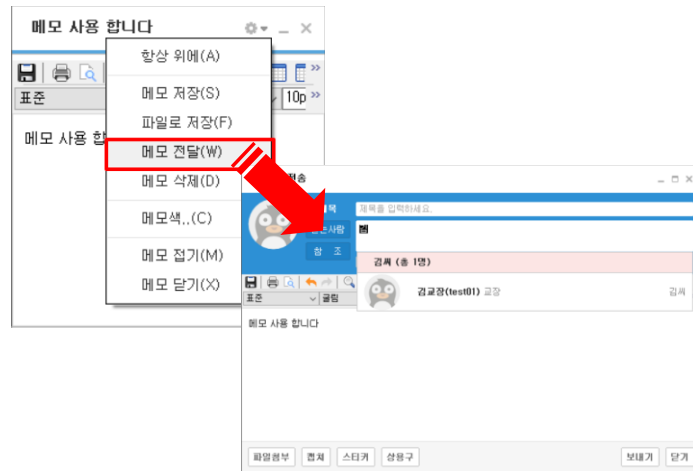 메모 사용 합니다
항상 위에(A)
메모 저장(S)
파일로 저장(F)
메모 전달(W)
메모 삭제(D)
메모색..(C)
메모 접기(M)
메모 닫기(X)
표준
10p
메모 사용 합
전송
제목을 입력하세요.
참 조
김씨 (총 1명)
김교장(test01) 교장
김씨
표준
굴림
메모 사용 합니다
파일첨부
캡쳐
스티커
상용구
보내기
닫기